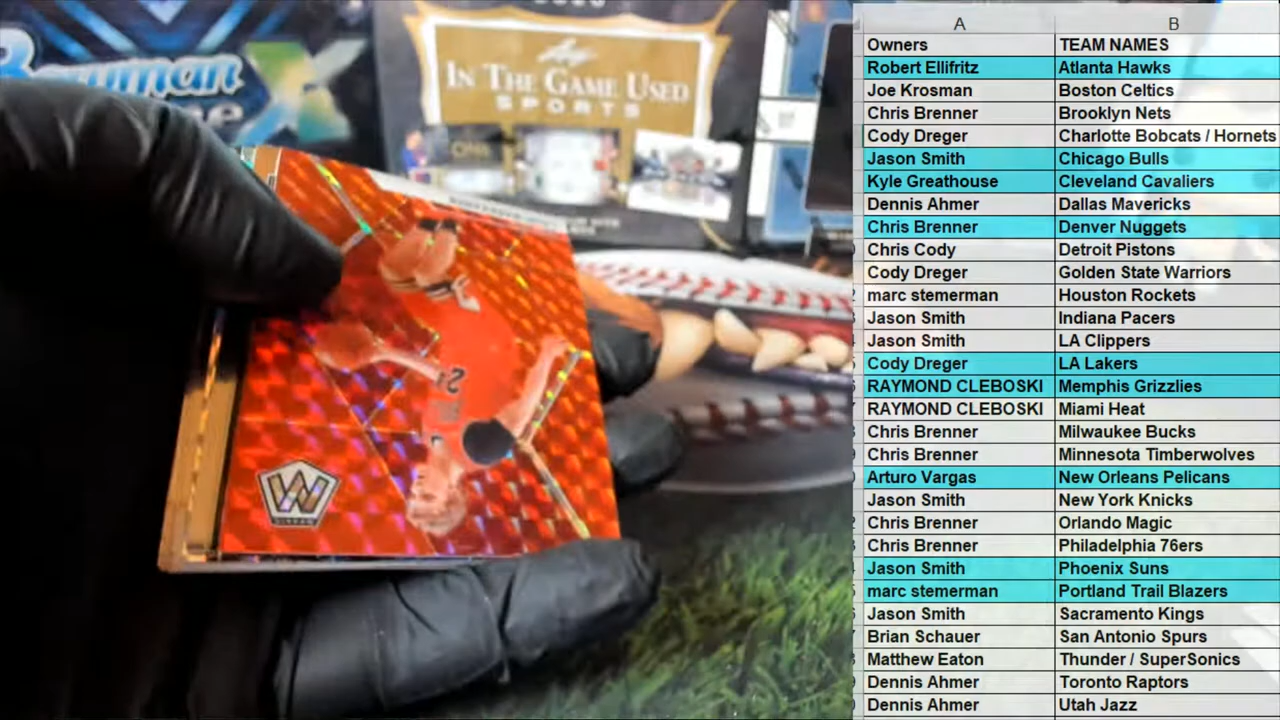 Bowman
X
Leaf
IN THE GAME USED
SPORTS
2
W
A B
Owners TEAM NAMES
Robert Ellifritz Atlanta Hawks
Joe Krosman Boston Celtics
Chris Brenner Brooklyn Nets
Cody Dreger Charlotte Bobcats / Hornets
Jason Smith Chicago Bulls
Kyle Greathouse Cleveland Cavaliers
Dennis Ahmer Dallas Mavericks
Chris Brenner Denver Nuggets
Chris Cody Detroit Pistons
Cody Dreger Golden State Warriors
marc stemerman Houston Rockets
Jason Smith Indiana Pacers
Jason Smith LA Clippers
Cody Dreger LA Lakers
RAYMOND CLEBOSKI Memphis Grizzlies
RAYMOND CLEBOSKI Miami Heat
Chris Brenner Milwaukee Bucks
Chris Brenner Minnesota Timberwolves
Arturo Vargas New Orleans Pelicans
Jason Smith New York Knicks
Chris Brenner Orlando Magic
Chris Brenner Philadelphia 76ers
Jason Smith Phoenix Suns
marc stemerman Portland Trail Blazers
Jason Smith Sacramento Kings
Brian Schauer San Antonio Spurs
Matthew Eaton Thunder / SuperSonics
Dennis Ahmer Toronto Raptors
Dennis Ahmer Utah Jazz